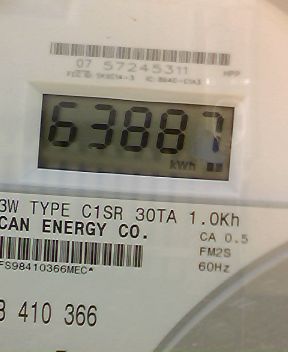 07 57245311 HPP
63887
kWh
3W TYPE C1SR 30TA 1.0Kh
CAN ENERGY CO. CA 0.5
FM2S
FS98410366MEC* 60Hz
410 366